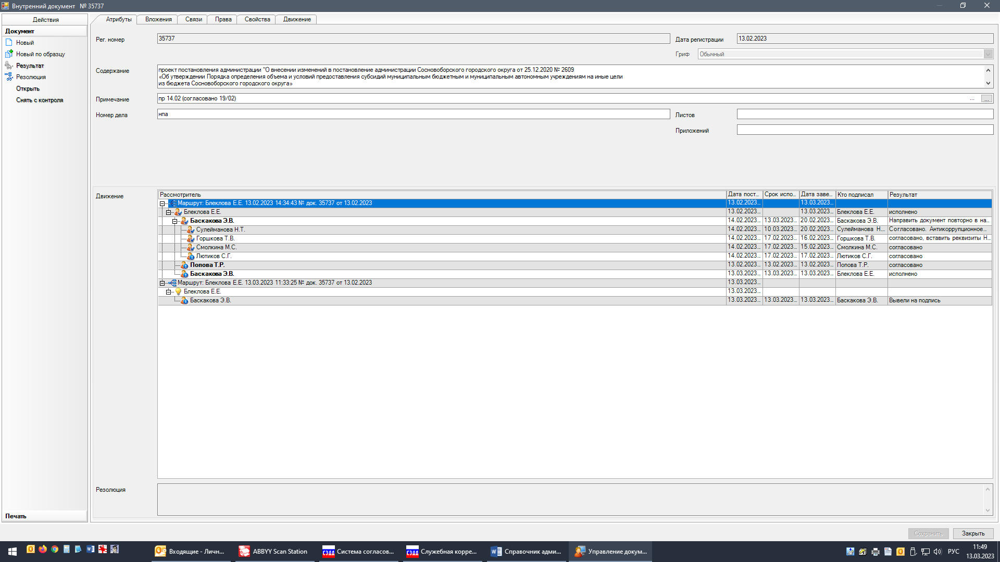 Внутренний документ № 35737
Действия
Документ
Новый
Новый по образцу
Результат
Резолюция
Открыть
Снять с контроля
Печать
Атрибуты Вложения Связи Права Свойства Движение
Рег. номер 35737 Дата регистрации 13.02.2023
Гриф Обычный
Содержание проект постановления администрации "О внесении изменений в постановление администрации Сосновоборского городского округа от 25.12.2020 № 2609
«Об утверждении Порядка определения объема и условий предоставления субсидий муниципальным бюджетным и муниципальным автономным учреждениям на иные цели
из бюджета Сосновоборского городского округа»
Примечание пр 14.02 (согласовано 19/02) ... ...
Номер дела нпа Листов
Приложений
Движение
Рассмотритель Дата пост... Срок испо... Дата заве... Кто подписал Результат
Маршрут: Блеклова Е.Е. 13.02.2023 14:34:43 № док. 35737 от 13.02.2023 13.02.2023... 13.03.2023...
Блеклова Е.Е. 13.02.2023... 13.03.2023... Блеклова Е.Е. исполнено
Баскакова Э.В. 14.02.2023... 13.03.2023... 20.02.2023... Баскакова Э.В. Направить документ повторно в на...
Сулейманова Н.Т. 14.02.2023... 10.03.2023... 20.02.2023... Сулейманова Н.... Согласовано. Антикоррупционное...
Горшкова Т.В. 14.02.2023... 17.02.2023... 16.02.2023... Горшкова Т.В. согласовано, вставить реквизиты Н...
Смолкина М.С. 14.02.2023... 17.02.2023... 15.02.2023... Смолкина М.С. согласовано
Лютиков С.Г. 14.02.2023... 17.02.2023... 17.02.2023... Лютиков С.Г. согласовано
Попова Т.Р. 13.02.2023... 13.02.2023... 13.02.2023... Попова Т.Р. согласовано
Баскакова Э.В. 13.03.2023... 13.03.2023... 13.03.2023... Блеклова Е.Е. исполнено
Маршрут: Блеклова Е.Е. 13.03.2023 11:33:25 № док. 35737 от 13.02.2023 13.03.2023...
Блеклова Е.Е. 13.03.2023...
Баскакова Э.В. 13.03.2023... 13.03.2023... 13.03.2023... Баскакова Э.В. Вывели на подпись
Резолюция
Сохранить Закрыть
Входящие - Личн... ABBYY Scan Station СЭДД Система согласов... СЭДД Служебная корре... Справочник адми... Управление докум... РУС 11:49
13.03.2023